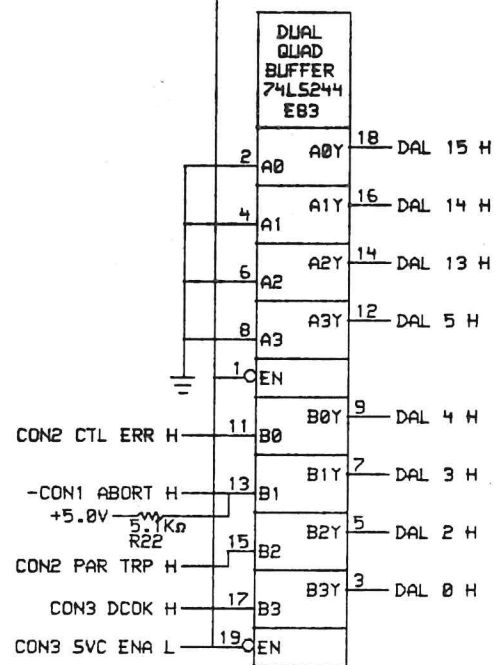 DUAL
QUAD
BUFFER
74LS244
E83
2 A0 A0Y 18 DAL 15 H
4 A1 A1Y 16 DAL 14 H
6 A2 A2Y 14 DAL 13 H
8 A3 A3Y 12 DAL 5 H
1 EN
CON2 CTL ERR H 11 B0 B0Y 9 DAL 4 H
-CON1 ABORT H 13 B1 B1Y 7 DAL 3 H
+5.0V 5.1KΩ
R22
CON2 PAR TRP H 15 B2 B2Y 5 DAL 2 H
CON3 DCOK H 17 B3 B3Y 3 DAL 0 H
CON3 SVC ENA L 19 EN